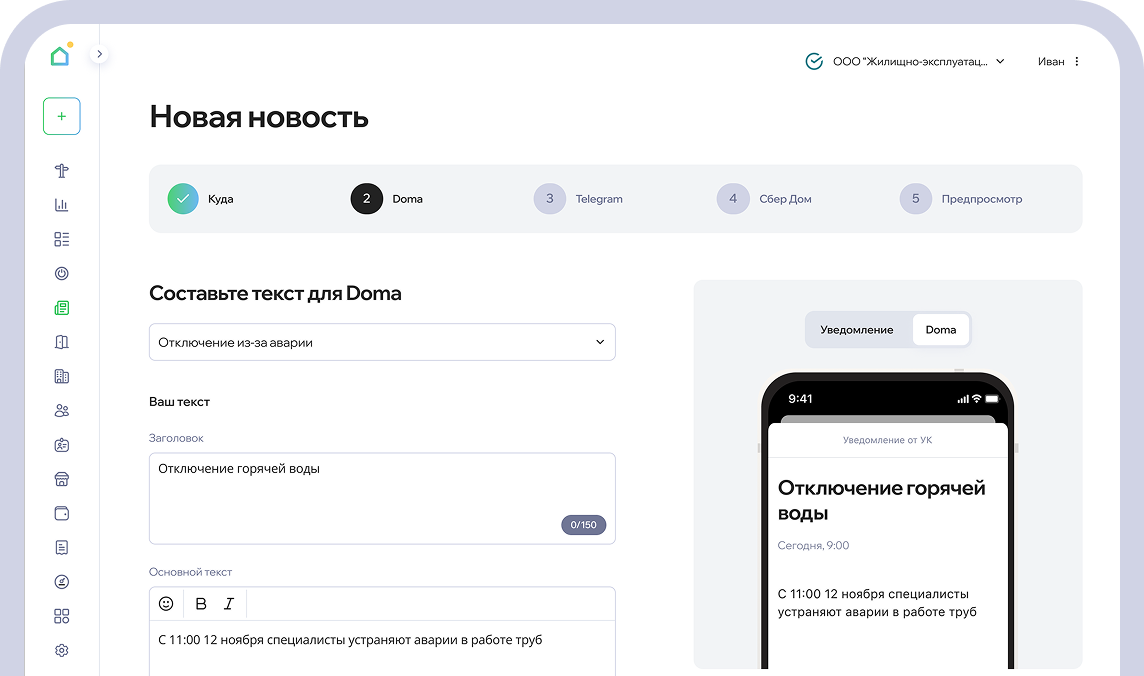 ООО "Жилищно-эксплуатац...
Иван
Новая новость
Куда
2
Doma
3
Telegram
4
Сбер Дом
5
Предпросмотр
Составьте текст для Doma
Отключение из-за аварии
Ваш текст
Заголовок
Отключение горячей воды
0/150
Основной текст
B I
С 11:00 12 ноября специалисты устраняют аварии в работе труб
Уведомление
Doma
9:41
Уведомление от УК
Отключение горячей
воды
Сегодня, 9:00
С 11:00 12 ноября специалисты
устраняют аварии в работе труб